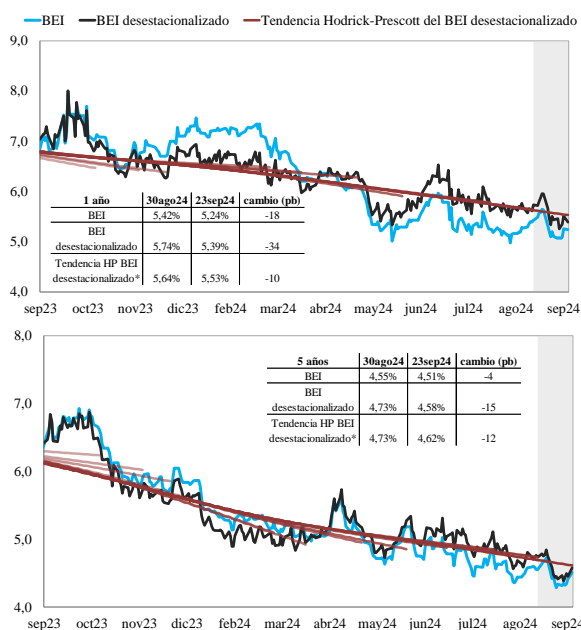 BEI BEI desestacionalizado Tendencia Hodrick-Prescott del BEI desestacionalizado
9,0
8,0
7,0
6,0
5,0
4,0
1 año 30ago24 23sep24 cambio (pb)
BEI 5,42% 5,24% -18
BEI
desestacionalizado 5,74% 5,39% -34
Tendencia HP BEI
desestacionalizado* 5,64% 5,53% -10
sep23 oct23 nov23 dic23 feb24 mar24 abr24 may24 jun24 jul24 ago24 sep24
8,0
7,0
6,0
5,0
4,0
5 años 30ago24 23sep24 cambio (pb)
BEI 4,55% 4,51% -4
BEI
desestacionalizado 4,73% 4,58% -15
Tendencia HP BEI
desestacionalizado* 4,73% 4,62% -12
sep23 oct23 nov23 dic23 feb24 mar24 abr24 may24 jun24 jul24 ago24 sep24